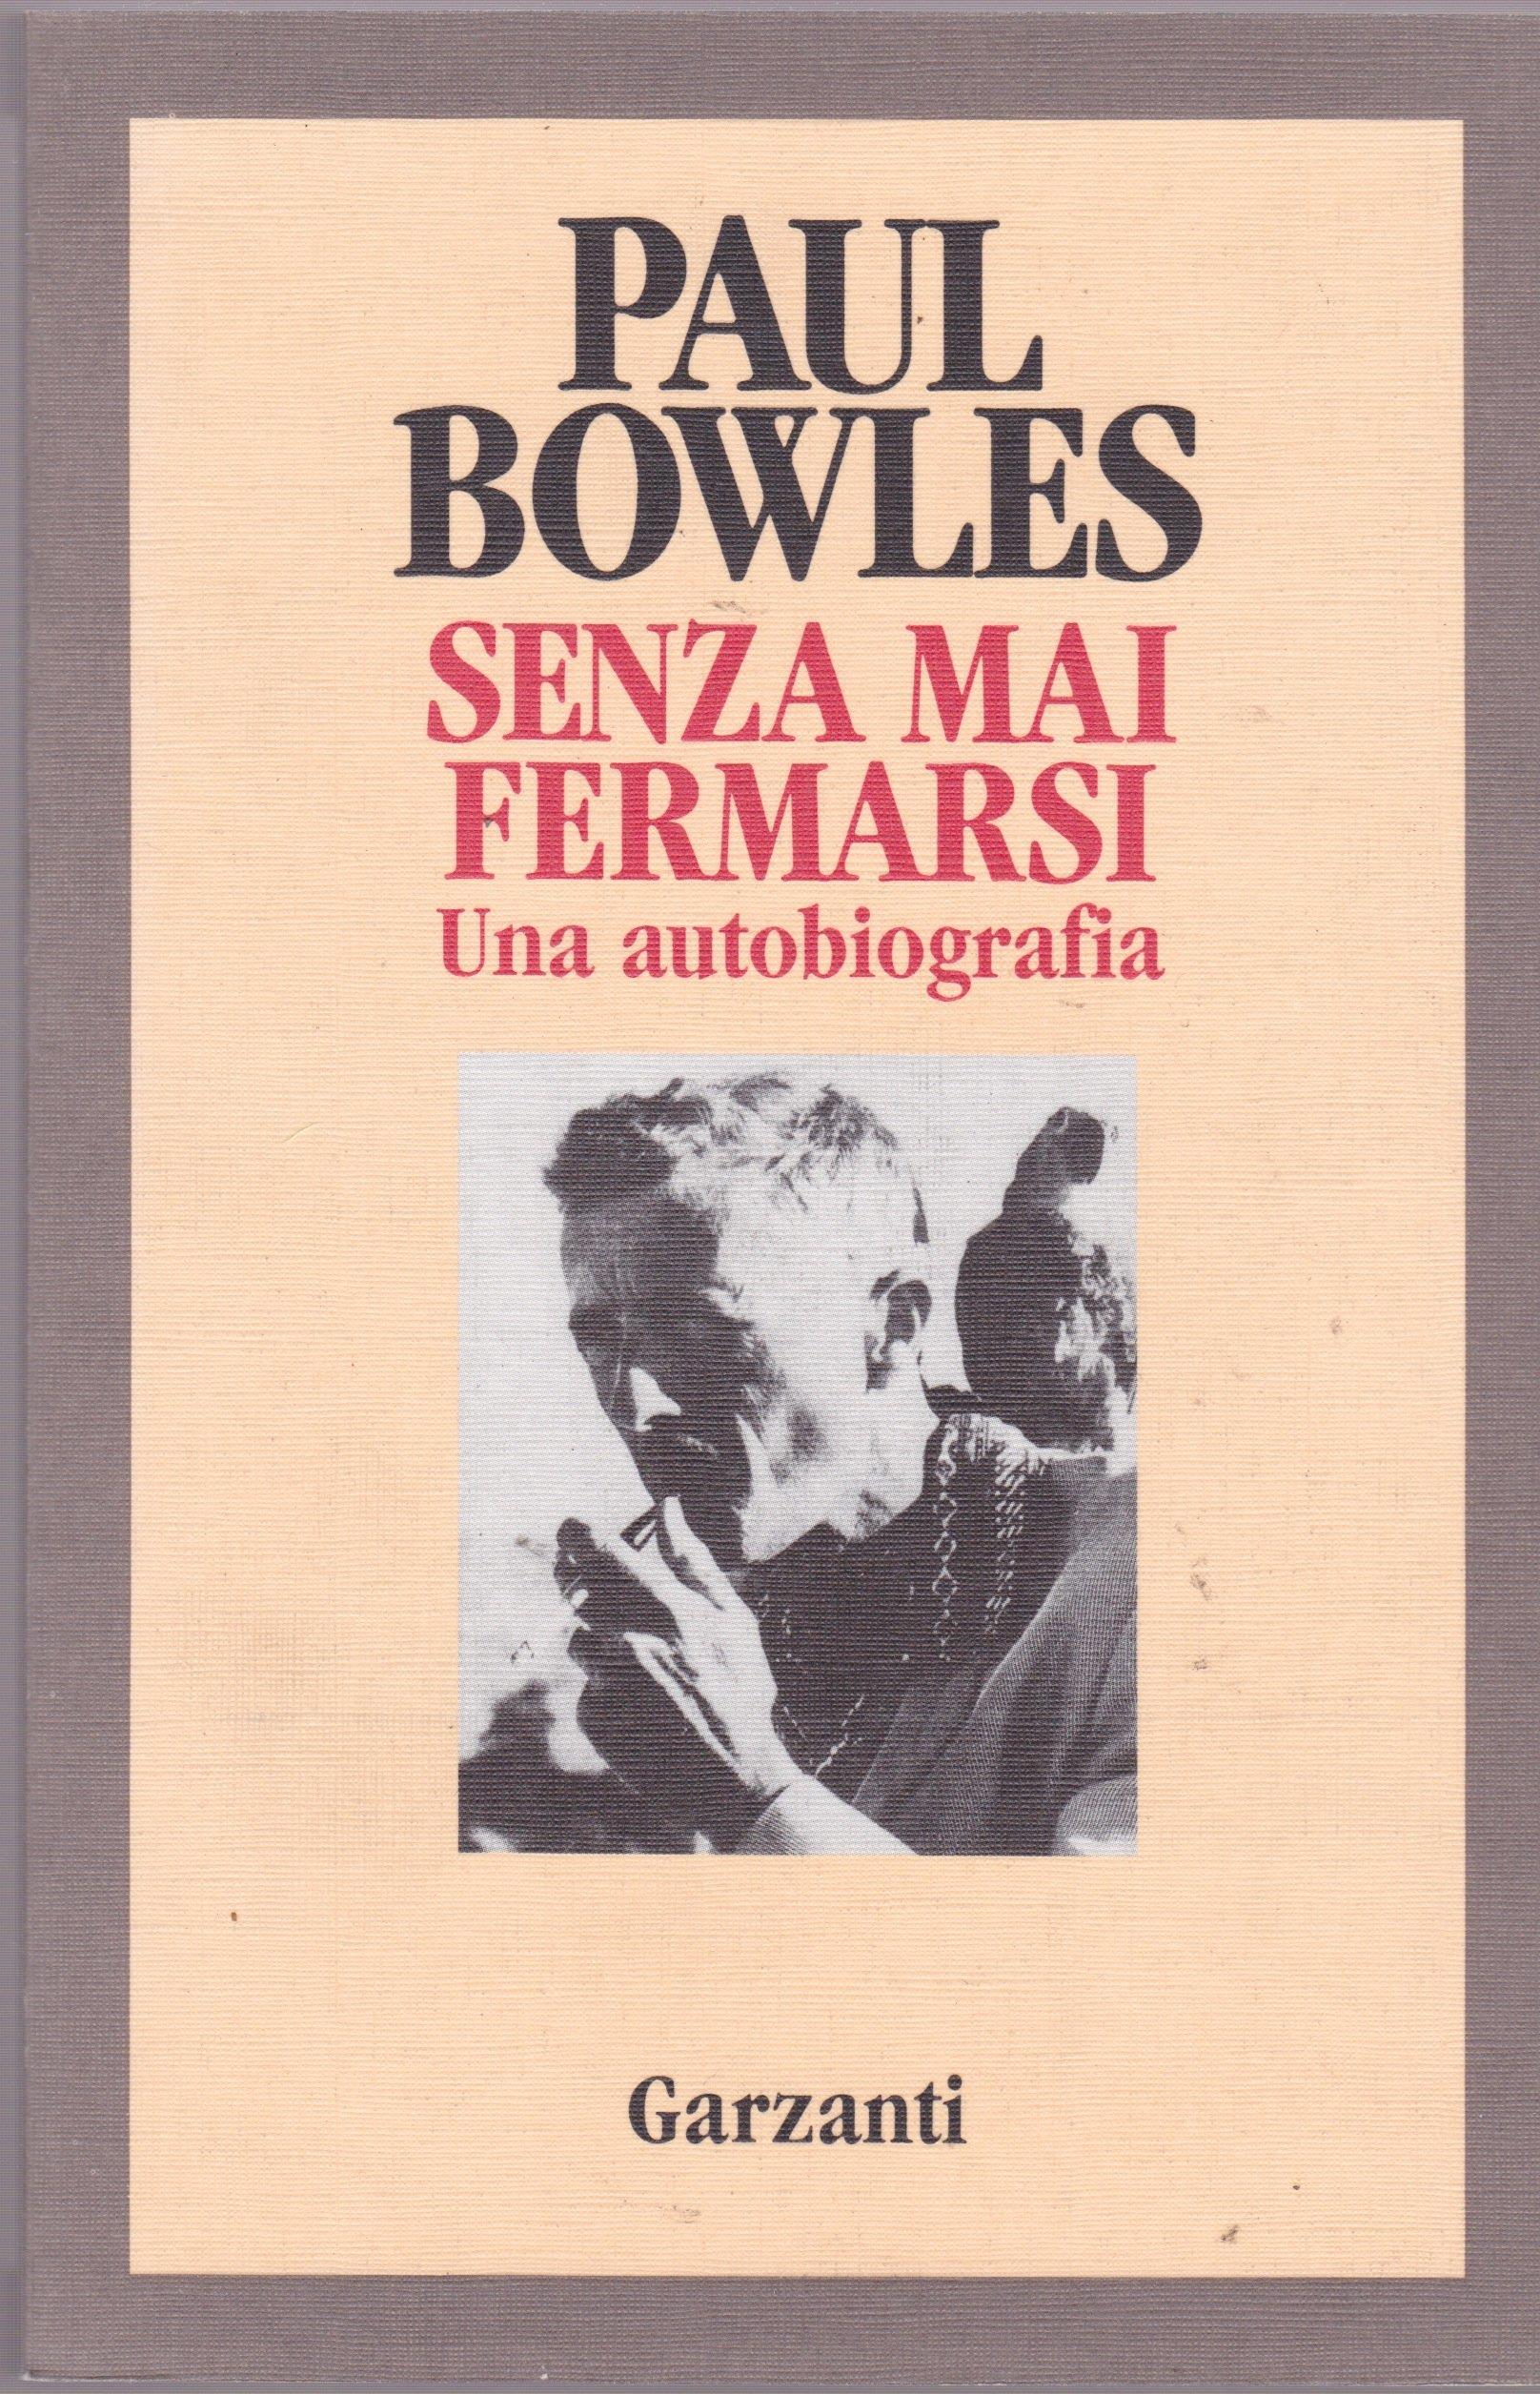 PAUL
BOWLES
SENZA MAI
FERMARSI
Una autobiografia
Garzanti